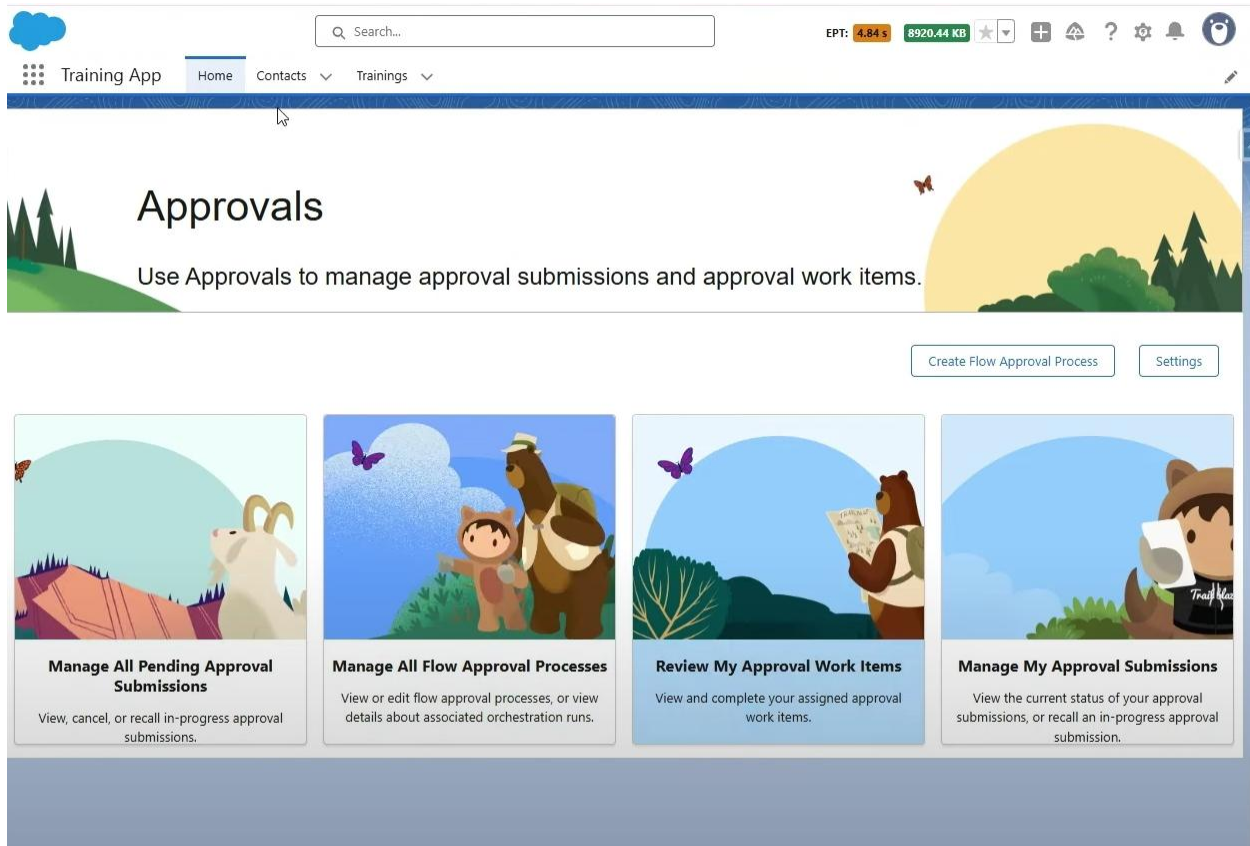 Search...
EPT: 4.84 s 8920.44 KB
Training App Home Contacts Trainings
Approvals
Use Approvals to manage approval submissions and approval work items.
Create Flow Approval Process Settings
Manage All Pending Approval
Submissions
View, cancel, or recall in-progress approval
submissions.
Manage All Flow Approval Processes
View or edit flow approval processes, or view
details about associated orchestration runs.
Review My Approval Work Items
View and complete your assigned approval
work items.
Manage My Approval Submissions
View the current status of your approval
submissions, or recall an in-progress approval
submission.